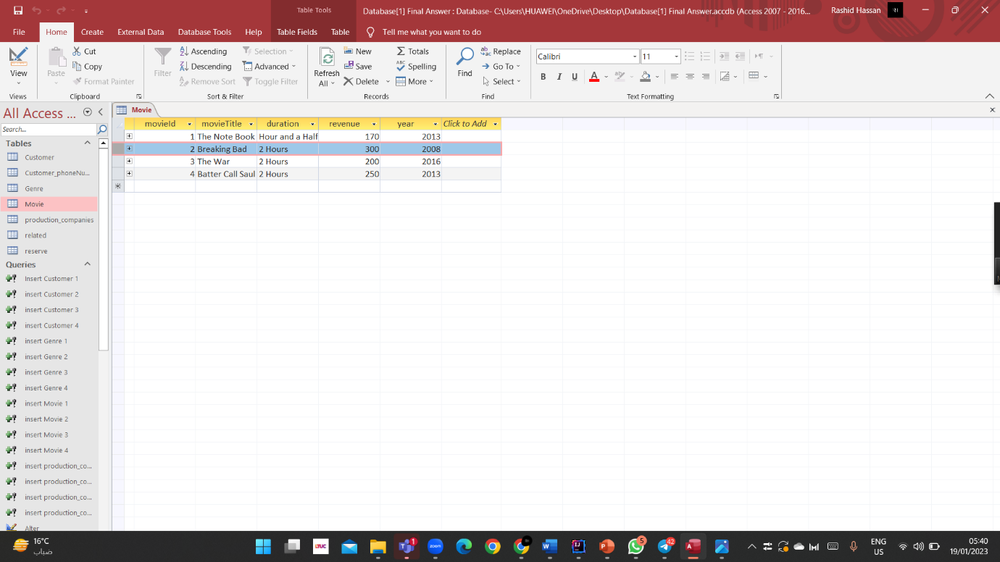 Table Tools
Database[1] Final Answer : Database- C:\Users\HUAWEI\OneDrive\Desktop\Database[1] Final Answer.accdb (Access 2007 - 2016...
Rashid Hassan
File Home Create External Data Database Tools Help Table Fields Table Tell me what you want to do
View
Views
Paste
Cut
Copy
Format Painter
Clipboard
Filter
Ascending
Descending
Remove Sort
Selection
Advanced
Toggle Filter
Sort & Filter
Refresh
All
New
Save
Delete
Totals
Spelling
More
Records
Find
Replace
Go To
Select
Find
Calibri 11
B I U A
Text Formatting
All Access ...
Search...
Tables
Customer
Customer_phoneNu...
Genre
Movie
production_companies
related
reserve
Queries
Insert Customer 1
insert Customer 2
insert Customer 3
insert Customer 4
insert Genre 1
insert Genre 2
insert Genre 3
insert Genre 4
insert Movie 1
insert Movie 2
insert Movie 3
insert Movie 4
insert production_co...
insert production_co...
insert production_co...
insert production_co...
Alter
Movie
movieId movieTitle duration revenue year Click to Add
1 The Note Book Hour and a Half 170 2013
2 Breaking Bad 2 Hours 300 2008
3 The War 2 Hours 200 2016
4 Batter Call Saul 2 Hours 250 2013
16°C
ضباب
LTUC
1
zoom
5
42
ENG
US
05:40
19/01/2023